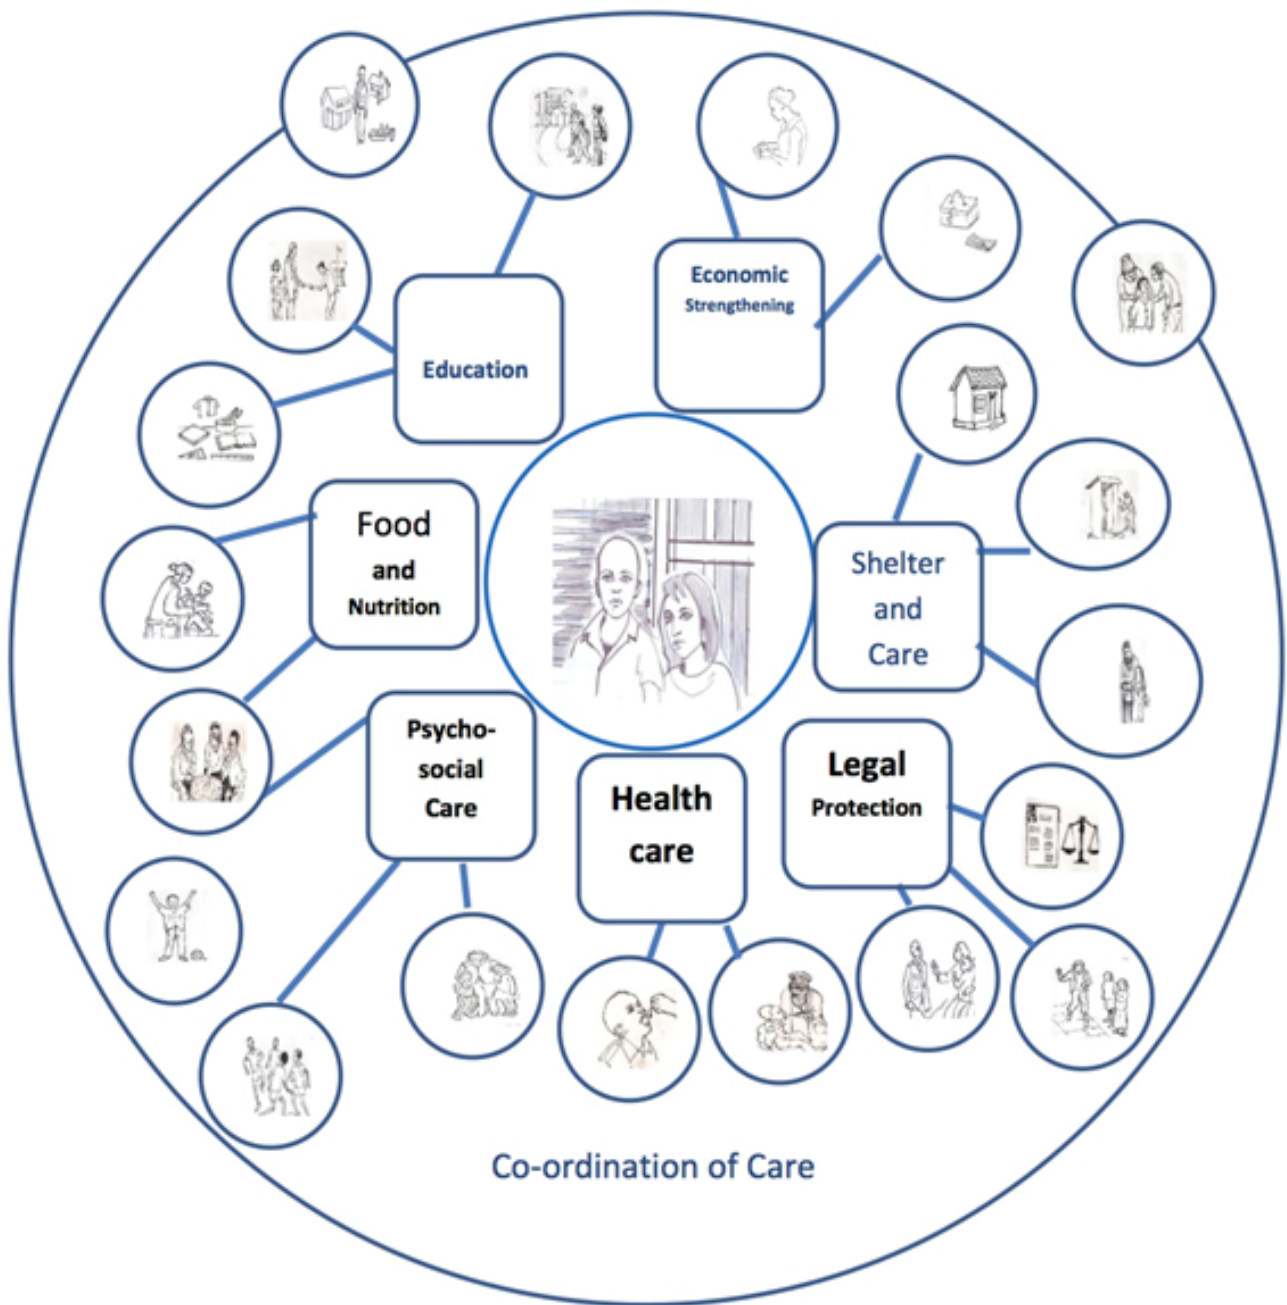 Economic
Strengthening
Education
Food
and
Nutrition
Shelter
and
Care
Psycho-
social
Care
Health
care
Legal
Protection
Co-ordination of Care